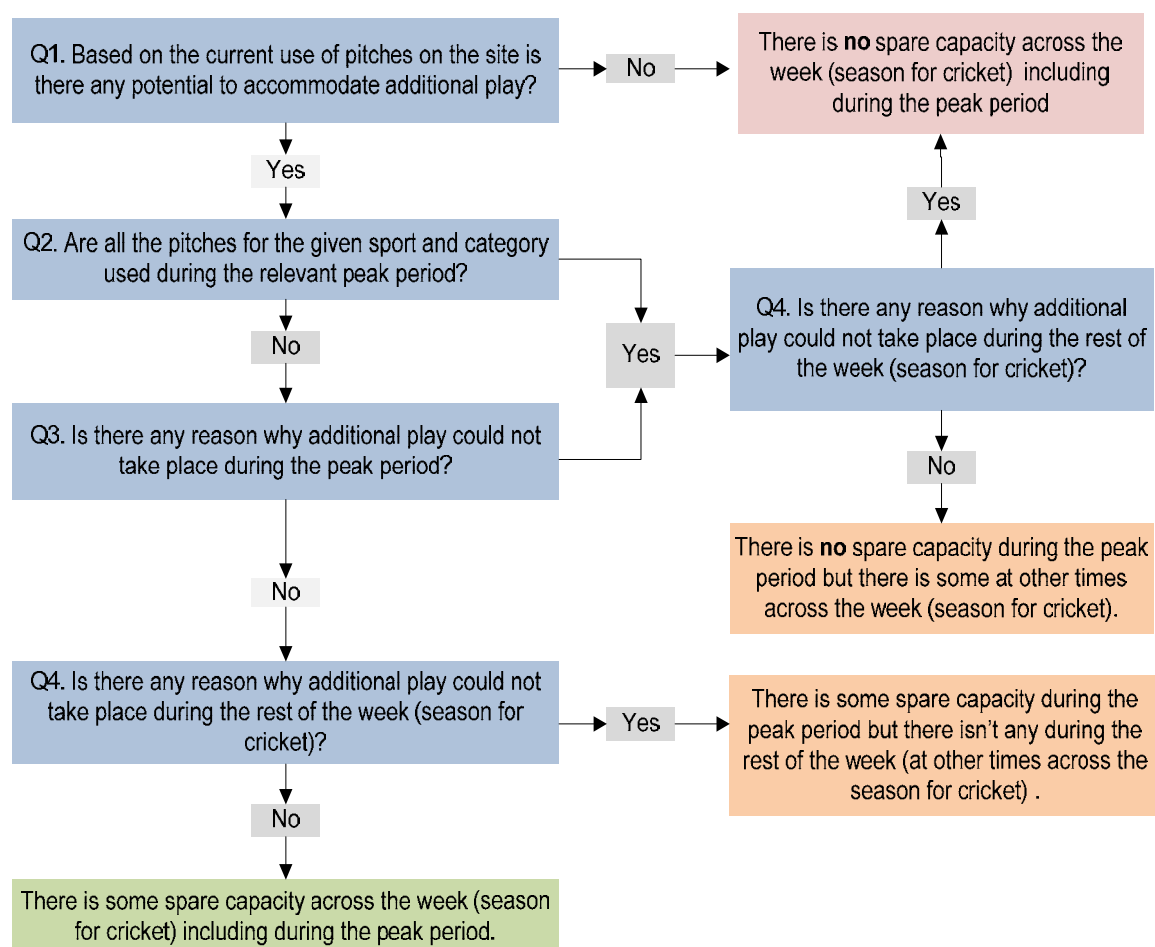 Q1. Based on the current use of pitches on the site is
there any potential to accommodate additional play?
No
There is no spare capacity across the
week (season for cricket) including
during the peak period
Yes
Yes
Q2. Are all the pitches for the given sport and category
used during the relevant peak period?
Q4. Is there any reason why additional
play could not take place during the rest of
the week (season for cricket)?
No
Yes
Q3. Is there any reason why additional play could not
take place during the peak period?
No
There is no spare capacity during the peak
period but there is some at other times
across the week (season for cricket).
No
Q4. Is there any reason why additional play could not
take place during the rest of the week (season for
cricket)?
Yes
There is some spare capacity during the
peak period but there isn't any during the
rest of the week (at other times across the
season for cricket) .
No
There is some spare capacity across the week (season
for cricket) including during the peak period.